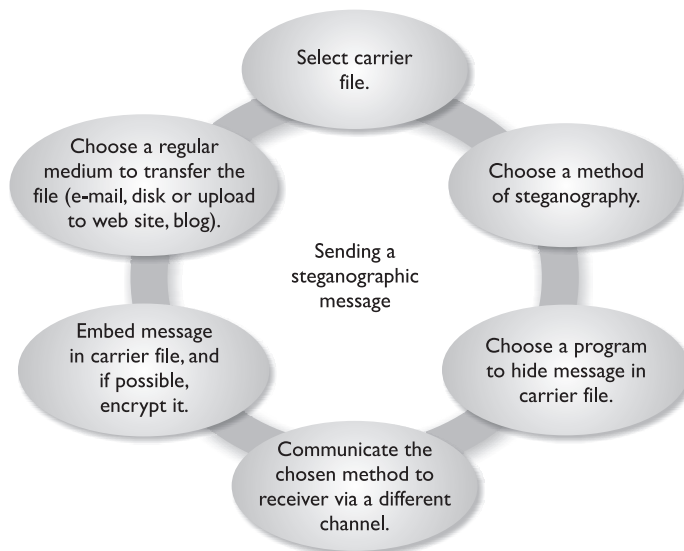 Select carrier
file.
Choose a method
of steganography.
Choose a program
to hide message in
carrier file.
Communicate the
chosen method to
receiver via a different
channel.
Embed message
in carrier file, and
if possible,
encrypt it.
Choose a regular
medium to transfer the
file (e-mail, disk or upload
to web site, blog).
Sending a
steganographic
message